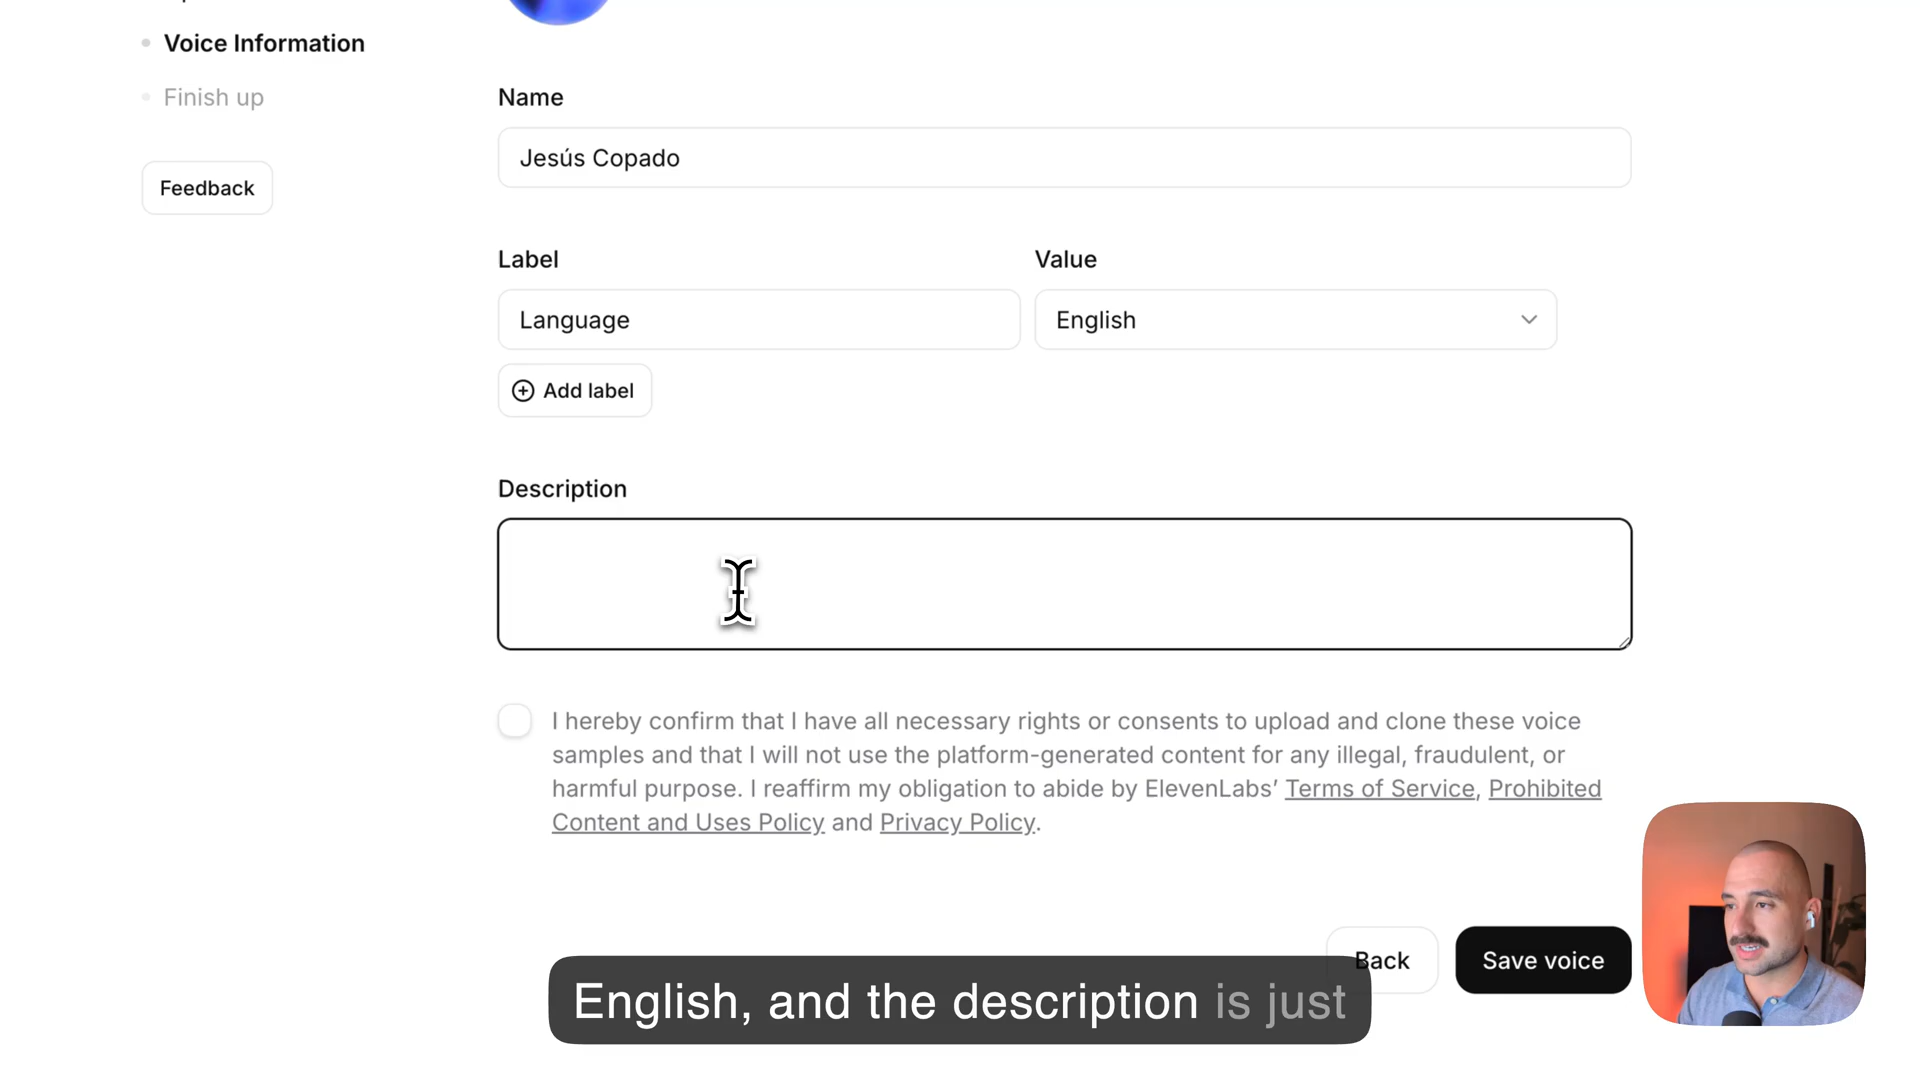 Voice Information
Finish up
Feedback
Name
Jesús Copado
Label
Value
Language
English
Add label
Description
I hereby confirm that I have all necessary rights or consents to upload and clone these voice
samples and that I will not use the platform-generated content for any illegal, fraudulent, or
harmful purpose. I reaffirm my obligation to abide by ElevenLabs’ Terms of Service, Prohibited
Content and Uses Policy and Privacy Policy.
Back
Save voice
English, and the description is just